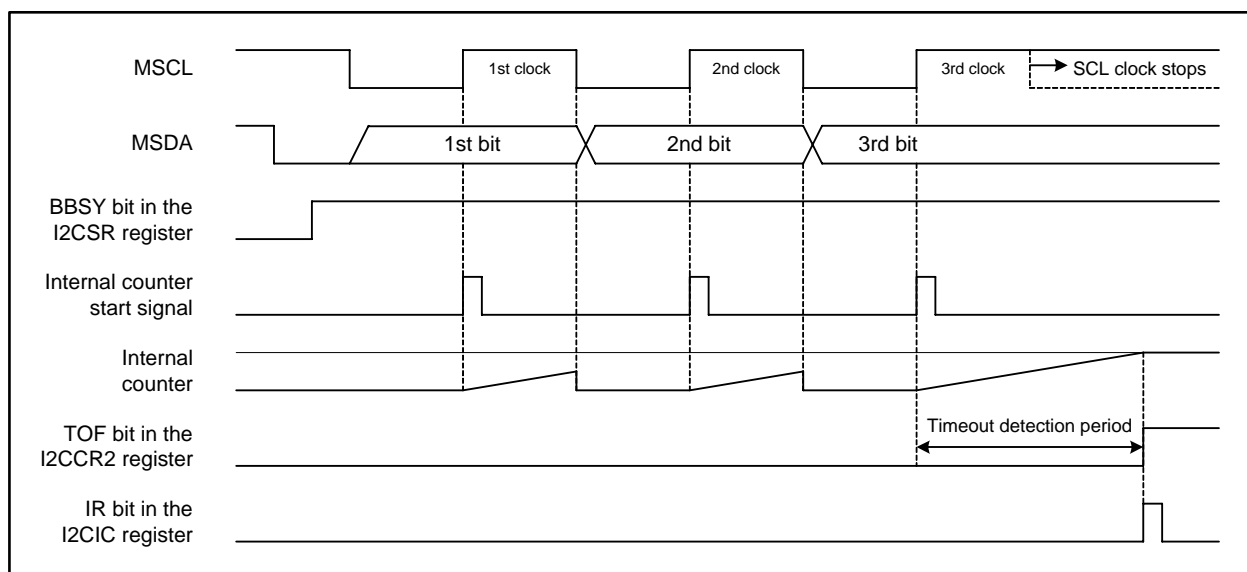 MSCL
1st clock
2nd clock
3rd clock
SCL clock stops
MSDA
1st bit
2nd bit
3rd bit
BBSY bit in the
I2CSR register
Internal counter
start signal
Internal
counter
TOF bit in the
I2CCR2 register
Timeout detection period
IR bit in the
I2CIC register